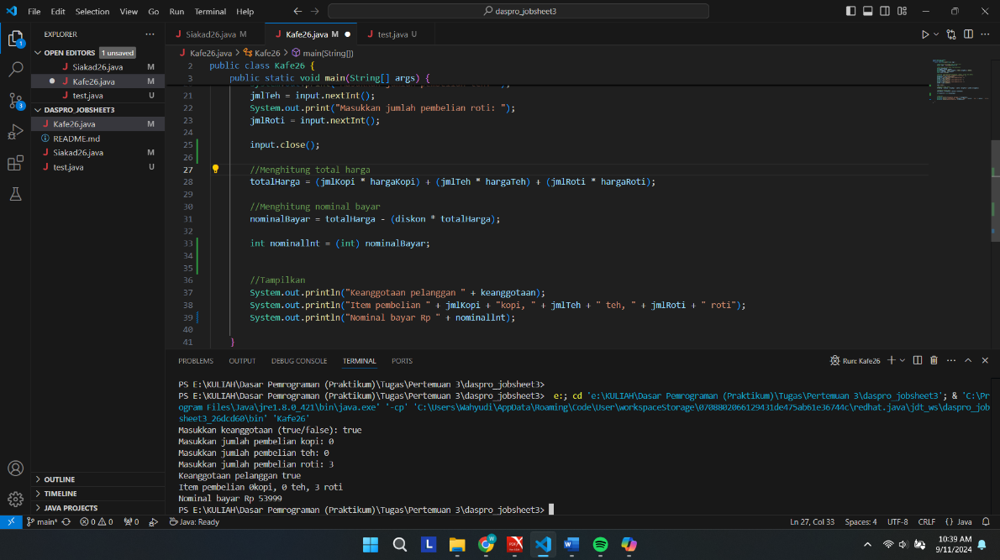 File Edit Selection View Go Run Terminal Help
daspro_jobsheet3
EXPLORER
OPEN EDITORS 1 unsaved
Siakad26.java M
Kafe26.java M
test.java U
DASPRO_JOBSHEET3
Kafe26.java M
README.md
Siakad26.java M
test.java U
OUTLINE
TIMELINE
JAVA PROJECTS
1
3
Siakad26.java M
Kafe26.java M
test.java U
Kafe26.java > Kafe26 > main(String[])
2 public class Kafe26 {
3 public static void main(String[] args) {
21 jmlTeh = input.nextInt();
22 System.out.print("Masukkan jumlah pembelian roti: ");
23 jmlRoti = input.nextInt();
24
25 input.close();
26
27 //Menghitung total harga
28 totalHarga = (jmlKopi * hargaKopi) + (jmlTeh * hargaTeh) + (jmlRoti * hargaRoti);
29
30 //Menghitung nominal bayar
31 nominalBayar = totalHarga - (diskon * totalHarga);
32
33 int nominallnt = (int) nominalBayar;
34
35
36 //Tampilkan
37 System.out.println("Keanggotaan pelanggan " + keanggotaan);
38 System.out.println("Item pembelian " + jmlKopi + "kopi, " + jmlTeh + " teh, " + jmlRoti + " roti");
39 System.out.println("Nominal bayar Rp " + nominallnt);
40
41 }
PROBLEMS OUTPUT DEBUG CONSOLE TERMINAL PORTS
Run: Kafe26
PS E:\KULIAH\Dasar Pemrograman (Praktikum)\Tugas\Pertemuan 3\daspro_jobsheet3>
PS E:\KULIAH\Dasar Pemrograman (Praktikum)\Tugas\Pertemuan 3\daspro_jobsheet3> e:; cd 'e:\KULIAH\Dasar Pemrograman (Praktikum)\Tugas\Pertemuan 3\daspro_jobsheet3'; & 'C:\Pr
ogram Files\Java\jre1.8.0_421\bin\java.exe' '-cp' 'C:\Users\Wahyudi\AppData\Roaming\Code\User\workspaceStorage\0708802066129431de475ab61e36744c\redhat.java\jdt_ws\daspro_job
sheet3_26dcd60\bin' 'Kafe26'
Masukkan keanggotaan (true/false): true
Masukkan jumlah pembelian kopi: 0
Masukkan jumlah pembelian teh: 0
Masukkan jumlah pembelian roti: 3
Keanggotaan pelanggan true
Item pembelian 0kopi, 0 teh, 3 roti
Nominal bayar Rp 53999
PS E:\KULIAH\Dasar Pemrograman (Praktikum)\Tugas\Pertemuan 3\daspro_jobsheet3>
main* 0 0 0 Java: Ready
Ln 27, Col 33 Spaces: 4 UTF-8 CRLF {} Java
10:39 AM
9/11/2024